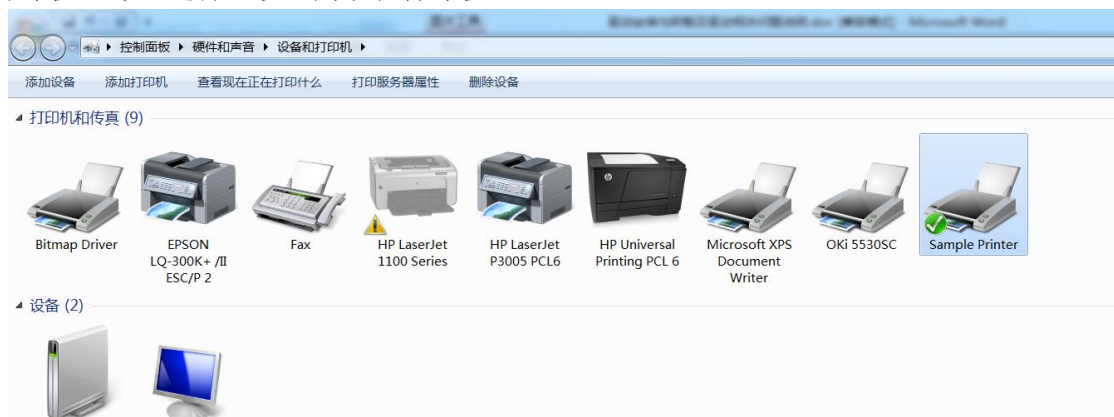 控制面板 ▸ 硬件和声音 ▸ 设备和打印机 ▸
添加设备 添加打印机 查看现在正在打印什么 打印服务器属性 删除设备
打印机和传真 (9)
Bitmap Driver
EPSON
LQ-300K+ /II
ESC/P 2
Fax
HP LaserJet
1100 Series
HP LaserJet
P3005 PCL6
HP Universal
Printing PCL 6
Microsoft XPS
Document
Writer
OKi 5530SC
Sample Printer
设备 (2)